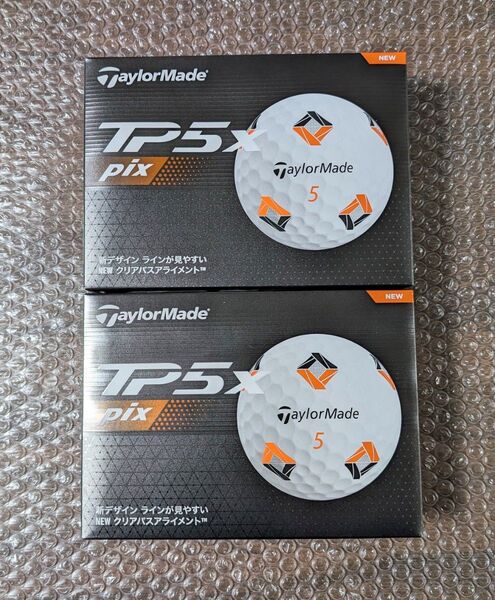 NEW
TaylorMade®
TP5x
pix
TaylorMade
5
新デザイン ラインが見やすい
NEW クリアパスアライメント™
NEW
TaylorMade®
TP5x
pix
TaylorMade
5
新デザイン ラインが見やすい
NEW クリアパスアライメント™